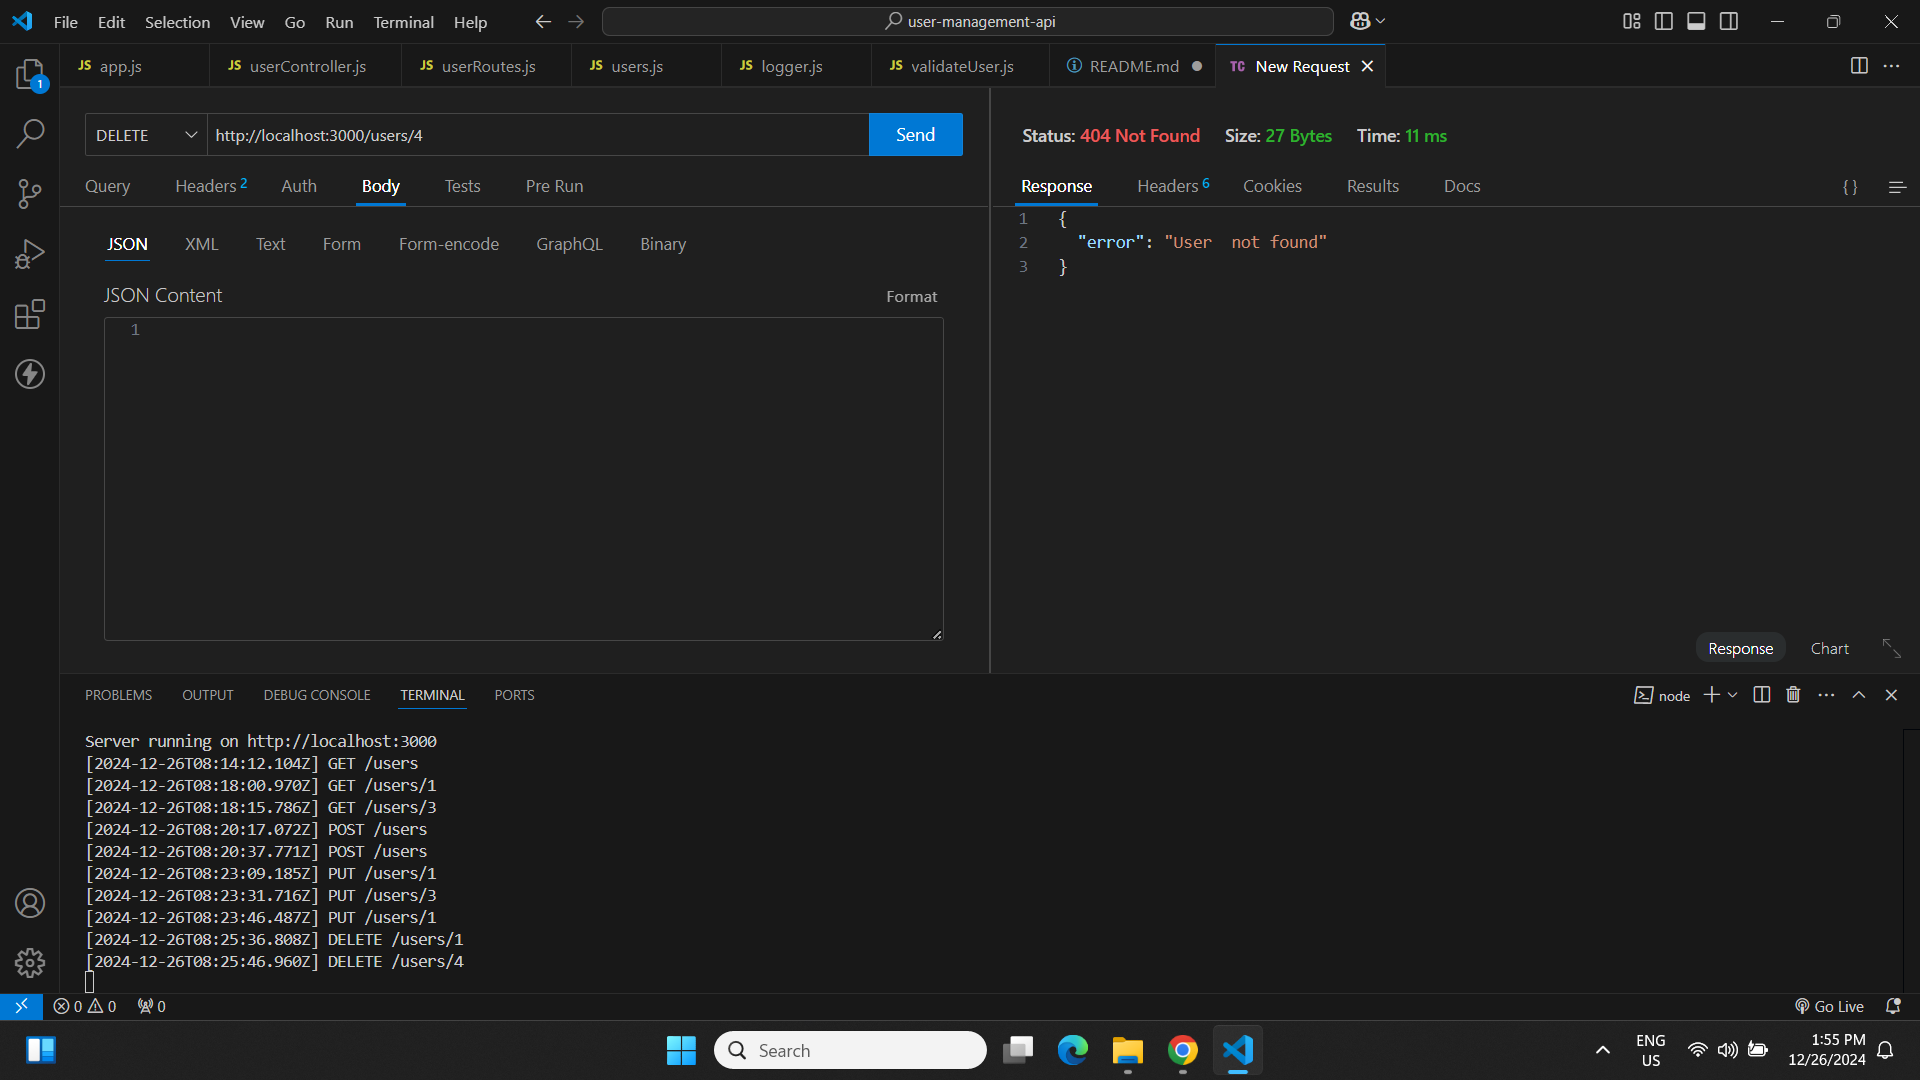 File Edit Selection View Go Run Terminal Help
user-management-api
JS app.js
JS userController.js
JS userRoutes.js
JS users.js
JS logger.js
JS validateUser.js
README.md
TC New Request
1
DELETE
http://localhost:3000/users/4
Send
Query Headers 2 Auth Body Tests Pre Run
JSON XML Text Form Form-encode GraphQL Binary
JSON Content
Format
1
Status: 404 Not Found Size: 27 Bytes Time: 11 ms
Response Headers 6 Cookies Results Docs
{ }
1 {
2 "error": "User  not found"
3 }
Response Chart
PROBLEMS OUTPUT DEBUG CONSOLE TERMINAL PORTS
node
Server running on http://localhost:3000
[2024-12-26T08:14:12.104Z] GET /users
[2024-12-26T08:18:00.970Z] GET /users/1
[2024-12-26T08:18:15.786Z] GET /users/3
[2024-12-26T08:20:17.072Z] POST /users
[2024-12-26T08:20:37.771Z] POST /users
[2024-12-26T08:23:09.185Z] PUT /users/1
[2024-12-26T08:23:31.716Z] PUT /users/3
[2024-12-26T08:23:46.487Z] PUT /users/1
[2024-12-26T08:25:36.808Z] DELETE /users/1
[2024-12-26T08:25:46.960Z] DELETE /users/4
0 0 0
Go Live
Search
ENG
US
1:55 PM
12/26/2024